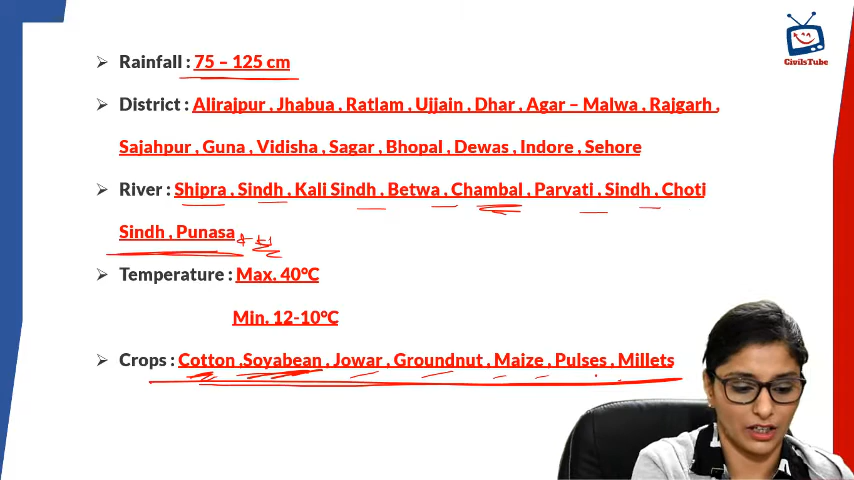 CivilsTube
➢ Rainfall : 75 – 125 cm
➢ District : Alirajpur , Jhabua , Ratlam , Ujjain , Dhar , Agar – Malwa , Rajgarh ,
Sajahpur , Guna , Vidisha , Sagar , Bhopal , Dewas , Indore , Sehore
➢ River : Shipra , Sindh , Kali Sindh , Betwa , Chambal , Parvati , Sindh , Choti
Sindh , Punasa
➢ Temperature : Max. 40°C
Min. 12-10°C
➢ Crops : Cotton ,Soyabean , Jowar , Groundnut , Maize , Pulses , Millets